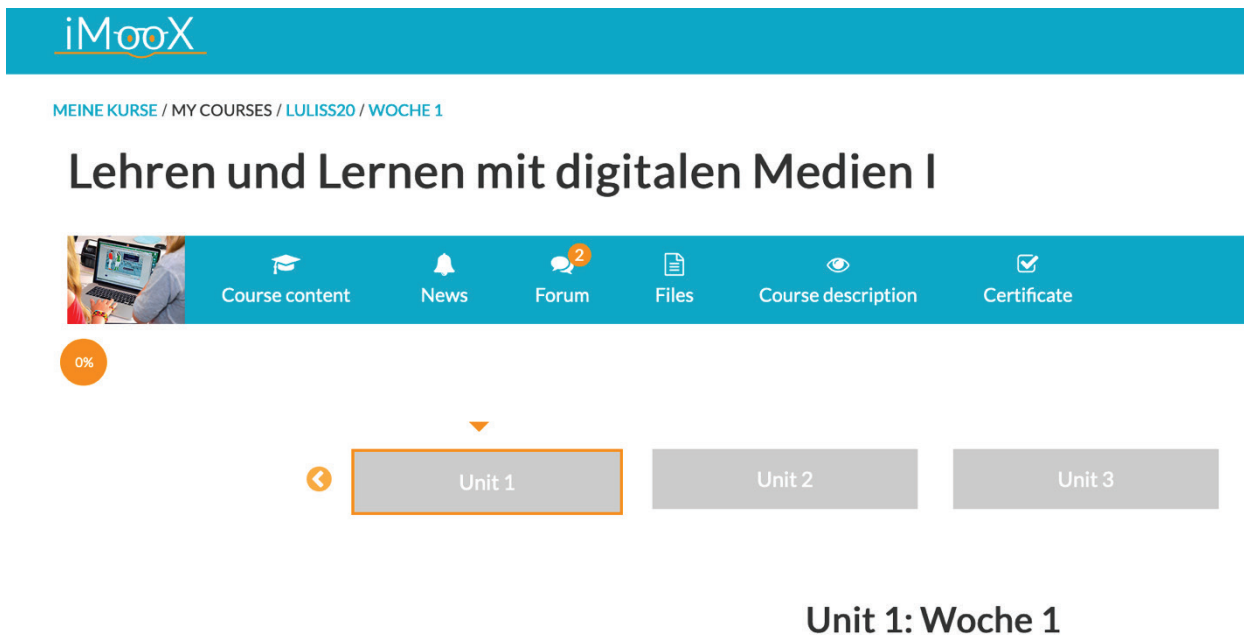 iMooX
MEINE KURSE / MY COURSES / LULISS20 / WOCHE 1
Lehren und Lernen mit digitalen Medien I
Course content
News
2
Forum
Files
Course description
Certificate
0%
Unit 1
Unit 2
Unit 3
Unit 1: Woche 1